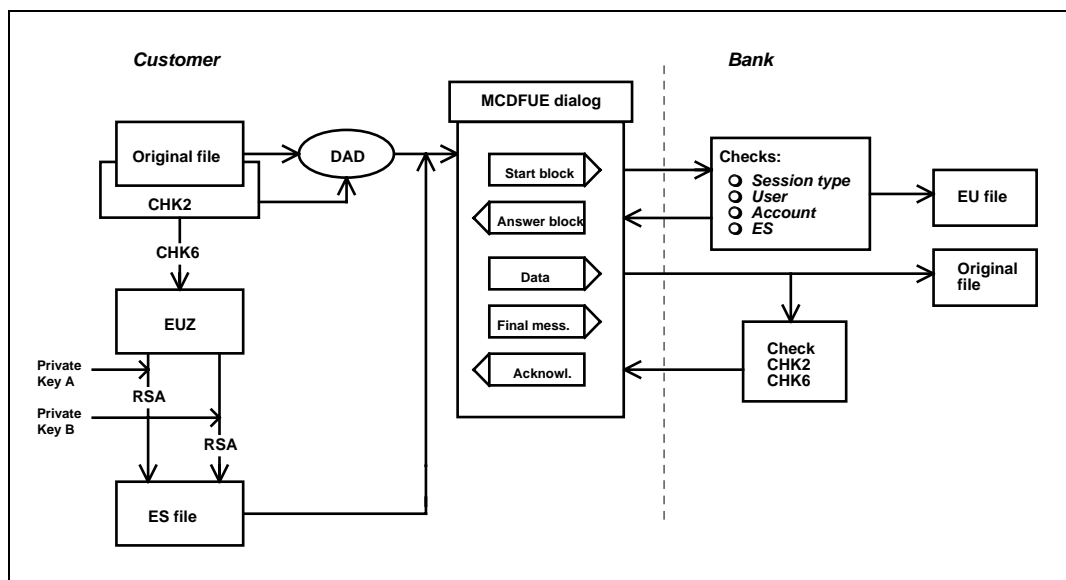 Customer
Bank
MCDFUE dialog
Original file
CHK2
DAD
CHK6
EUZ
Private
Key A
RSA
Private
Key B
RSA
ES file
Start block
Answer block
Data
Final mess.
Acknowl.
Checks:
Session type
User
Account
ES
EU file
Original
file
Check
CHK2
CHK6